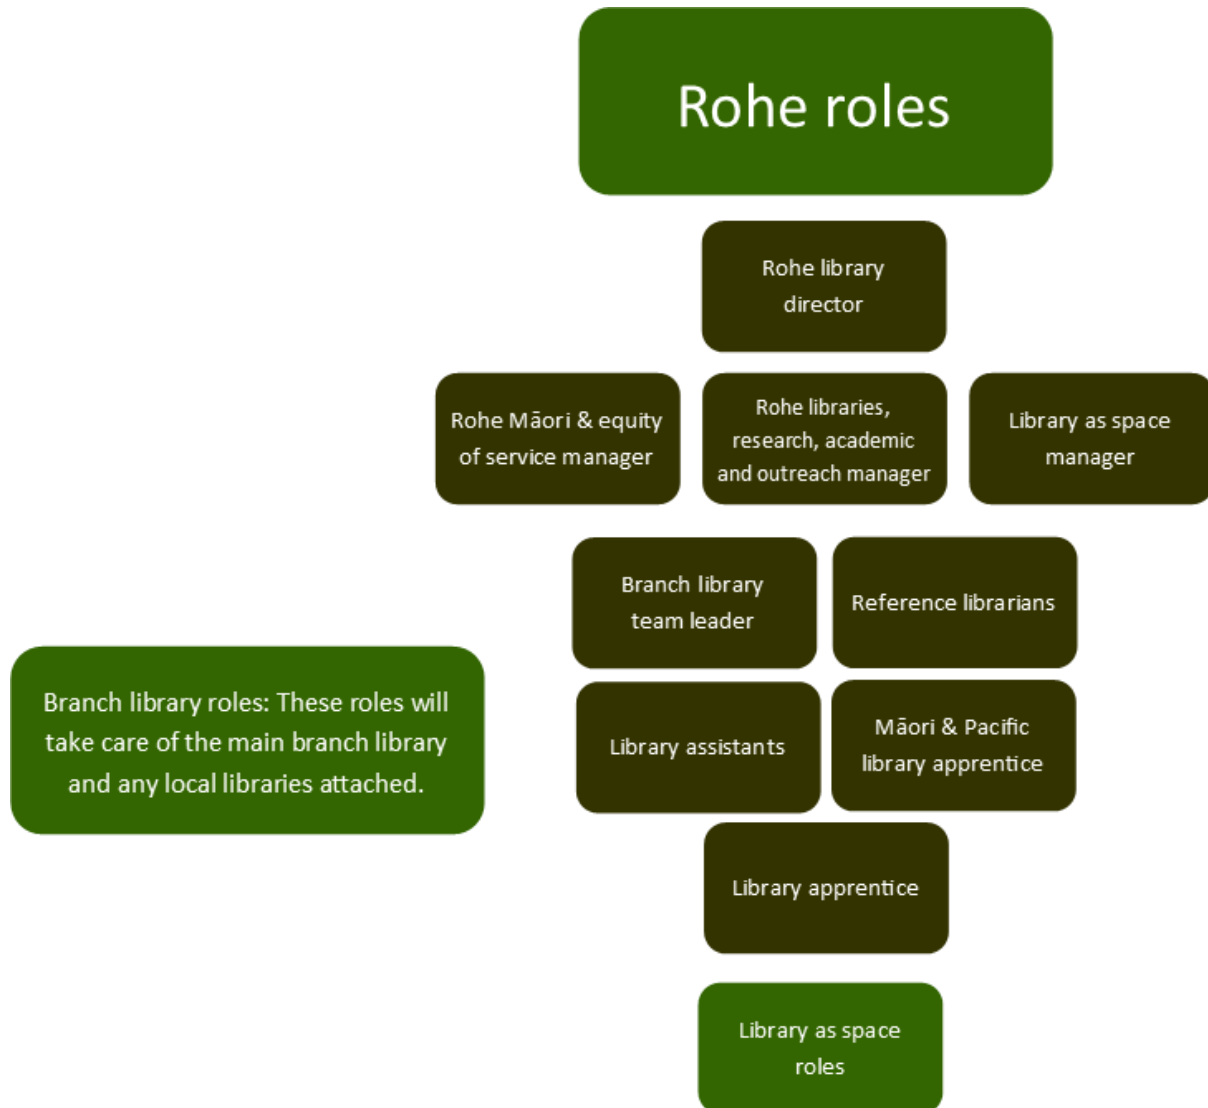 Rohe roles
Rohe library
director
Rohe Māori & equity
of service manager
Rohe libraries,
research, academic
and outreach manager
Library as space
manager
Branch library
team leader
Reference librarians
Branch library roles: These roles will
take care of the main branch library
and any local libraries attached.
Library assistants
Māori & Pacific
library apprentice
Library apprentice
Library as space
roles